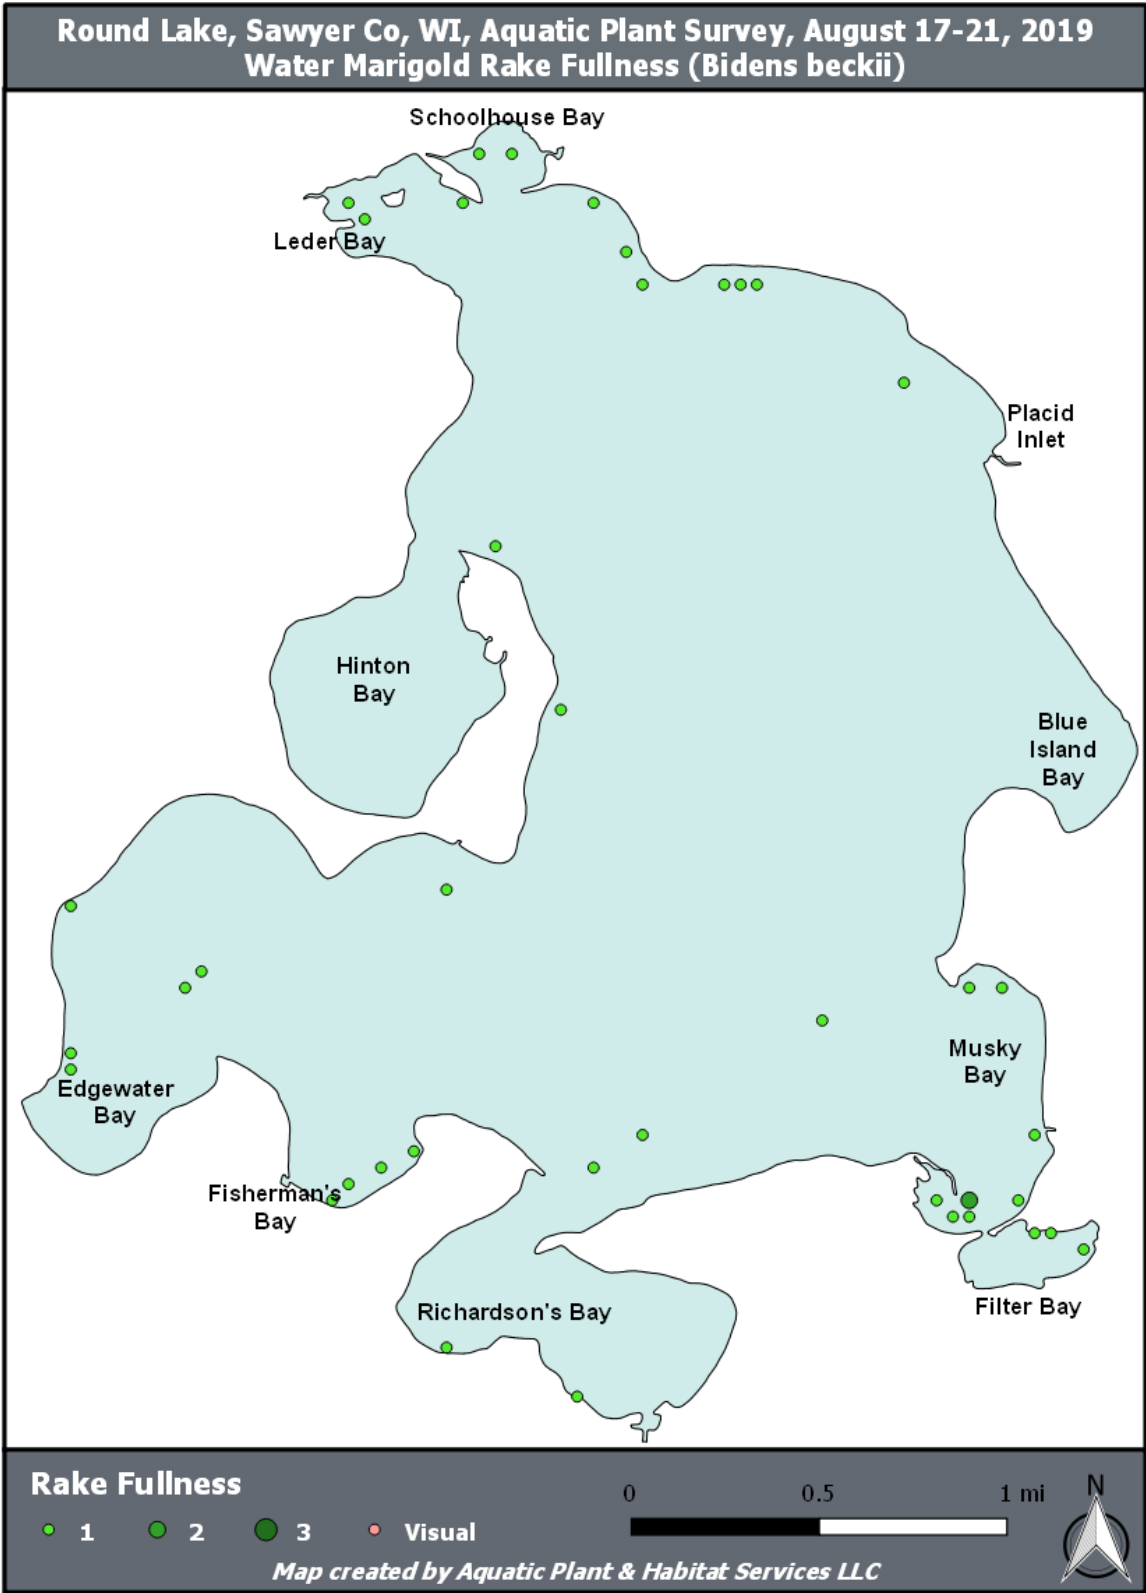 Round Lake, Sawyer Co, WI, Aquatic Plant Survey, August 17-21, 2019
Water Marigold Rake Fullness (Bidens beckii)
Schoolhouse Bay
Leder Bay
Placid
Inlet
Hinton
Bay
Blue
Island
Bay
Musky
Bay
Edgewater
Bay
Fisherman's
Bay
Filter Bay
Richardson's Bay
Rake Fullness
1 2 3 Visual
0 0.5 1 mi
N
Map created by Aquatic Plant & Habitat Services LLC